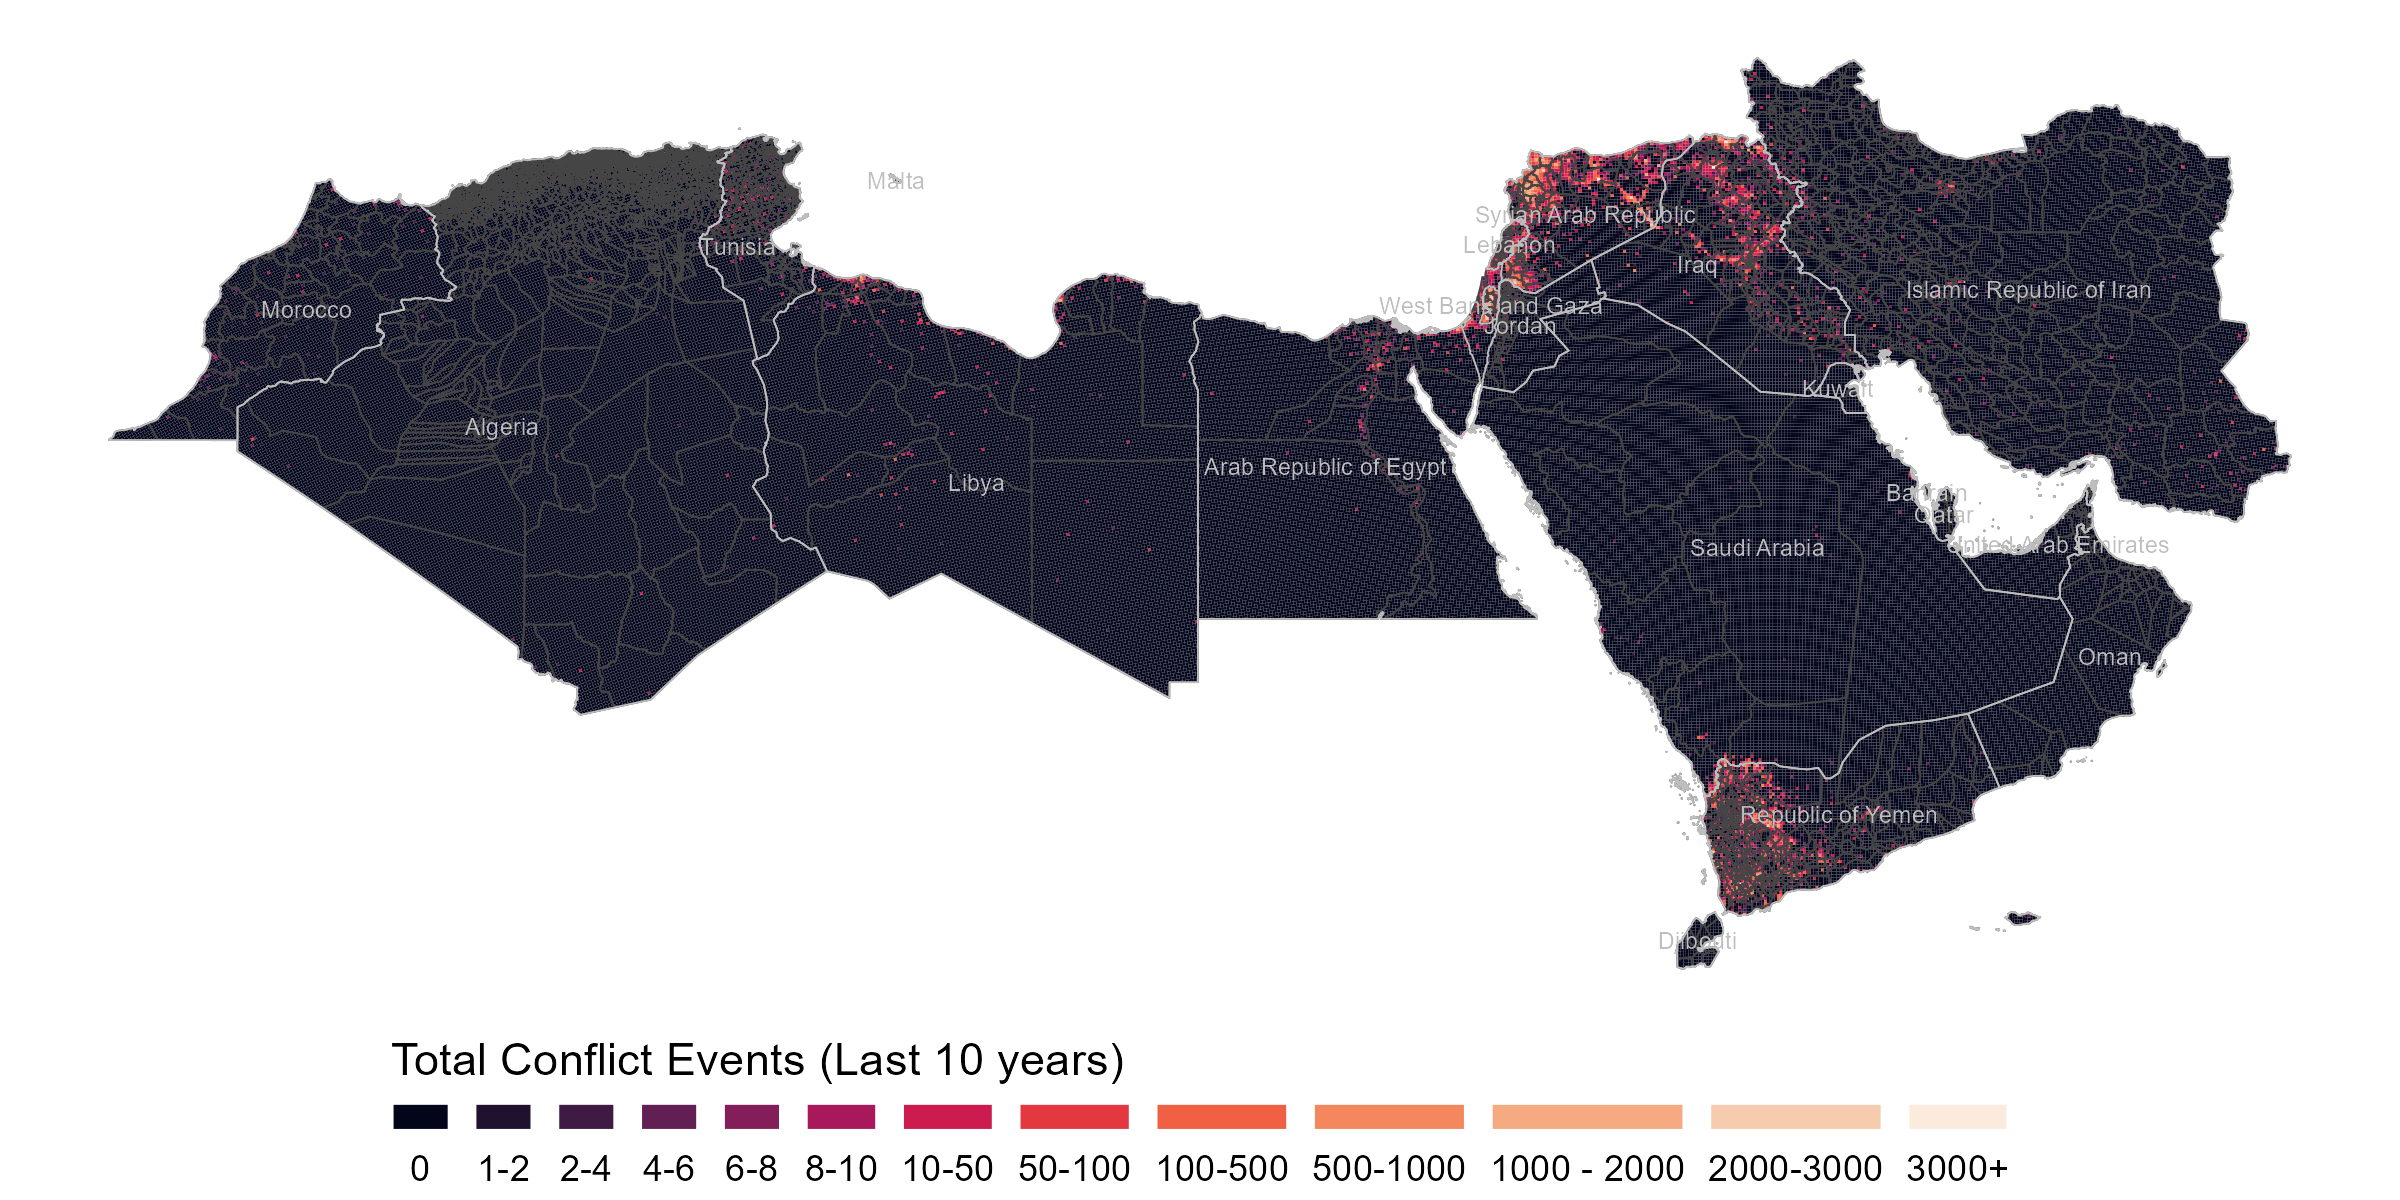 Malta
Syrian Arab Republic
Lebanon
Tunisia
Iraq
Islamic Republic of Iran
West Bank and Gaza
Morocco
Jordan
Kuwait
Algeria
Arab Republic of Egypt
Libya
Bahrain
Qatar
United Arab Emirates
Saudi Arabia
Oman
Republic of Yemen
Djibouti
Total Conflict Events (Last 10 years)
0 1-2 2-4 4-6 6-8 8-10 10-50 50-100 100-500 500-1000 1000 - 2000 2000-3000 3000+